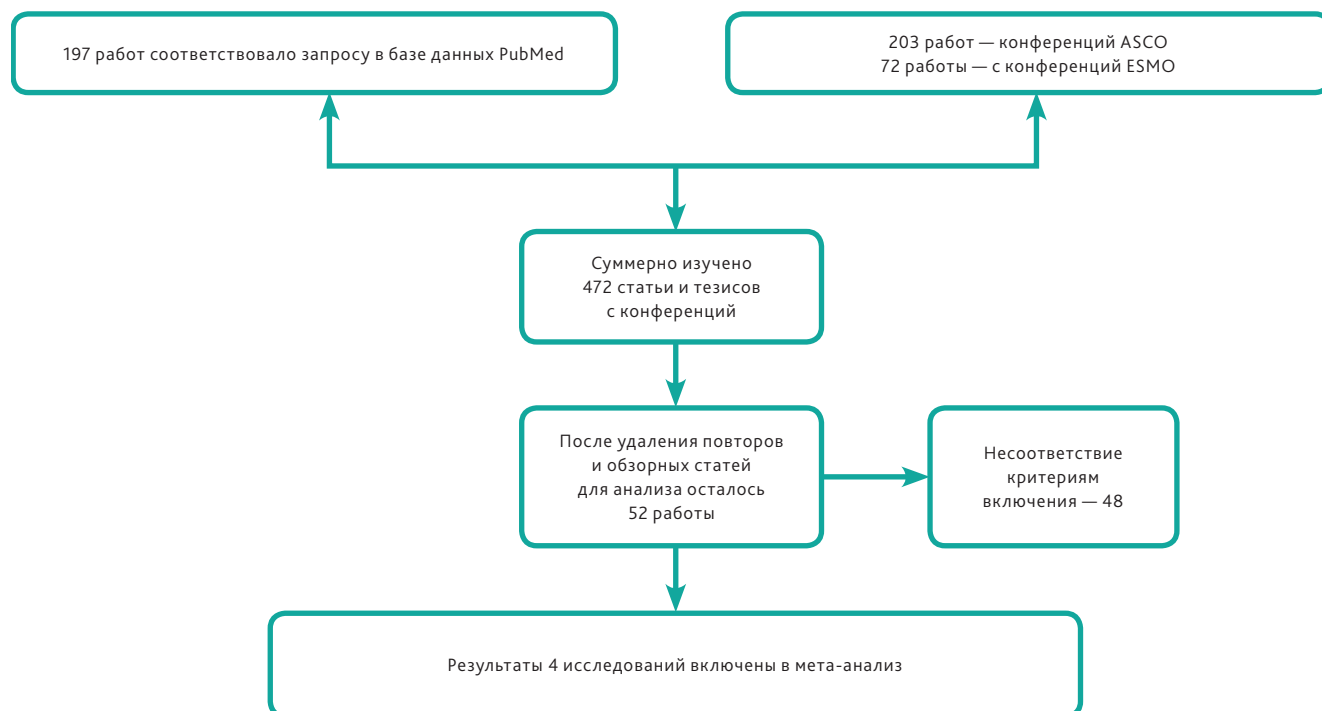 197 работ соответствовало запросу в базе данных PubMed
203 работ — конференций ASCO
72 работы — с конференций ESMO
Суммерно изучено
472 статьи и тезисов
с конференций
После удаления повторов
и обзорных статей
для анализа осталось
52 работы
Несоответствие
критериям
включения — 48
Результаты 4 исследований включены в мета-анализ